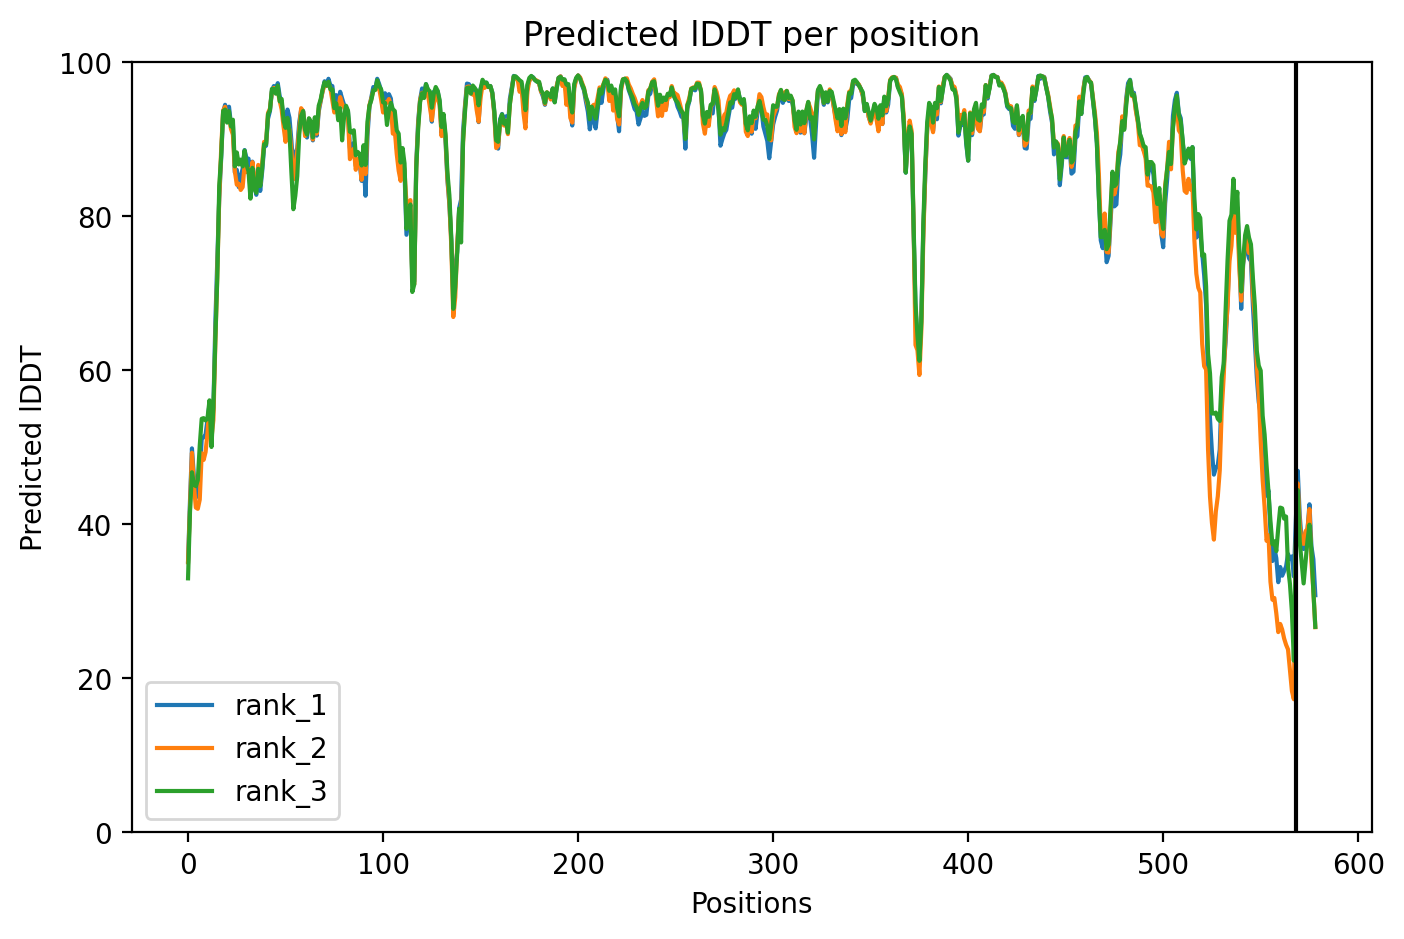 Predicted lDDT per position
100
80
60
40
20
0
Predicted lDDT
rank_1
rank_2
rank_3
0 100 200 300 400 500 600
Positions